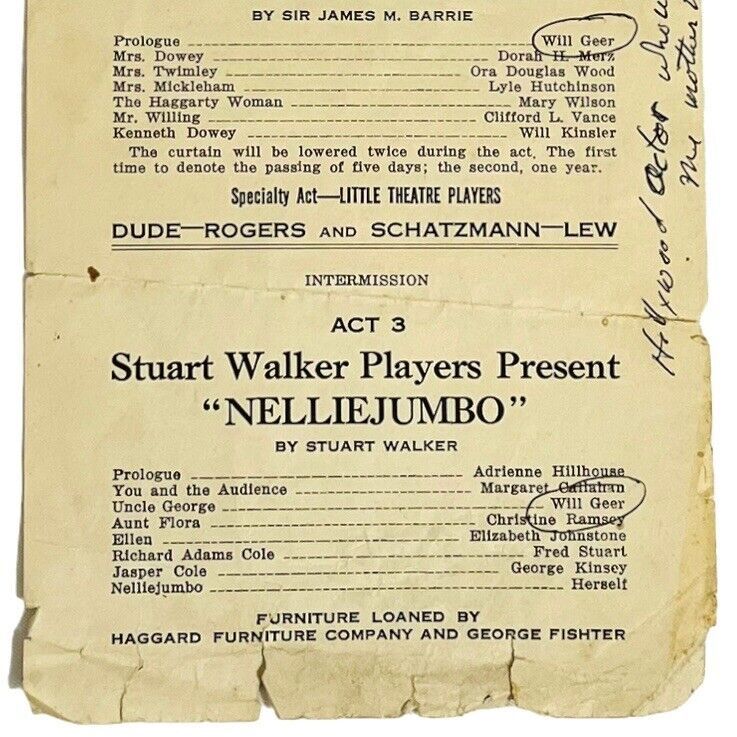 BY SIR JAMES M. BARRIE
Prologue Will Geer
Mrs. Dowey Dorah H. Merz
Mrs. Twimley Ora Douglas Wood
Mrs. Mickleham Lyle Hutchinson
The Haggarty Woman Mary Wilson
Mr. Willing Clifford L. Vance
Kenneth Dowey Will Kinsler
The curtain will be lowered twice during the act. The first
time to denote the passing of five days; the second, one year.
Specialty Act—LITTLE THEATRE PLAYERS
DUDE—ROGERS AND SCHATZMANN—LEW
INTERMISSION
ACT 3
Stuart Walker Players Present
"NELLIEJUMBO"
BY STUART WALKER
Prologue Adrienne Hillhouse
You and the Audience Margaret Callahan
Uncle George Will Geer
Aunt Flora Christine Ramsey
Ellen Elizabeth Johnstone
Richard Adams Cole Fred Stuart
Jasper Cole George Kinsey
Nelliejumbo Herself
FURNITURE LOANED BY
HAGGARD FURNITURE COMPANY AND GEORGE FISHTER
Hollywood actor who
my mother